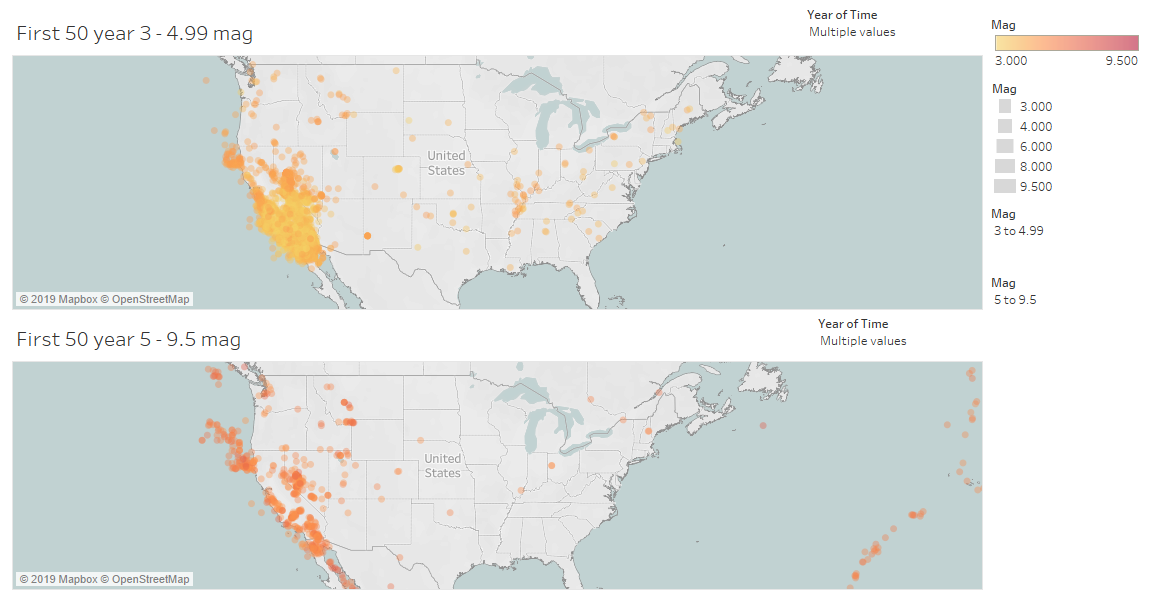 First 50 year 3 - 4.99 mag
Year of Time
Multiple values
United
States
© 2019 Mapbox © OpenStreetMap
Mag
3.000 9.500
Mag
3.000
4.000
6.000
8.000
9.500
Mag
3 to 4.99
Mag
5 to 9.5
First 50 year 5 - 9.5 mag
Year of Time
Multiple values
United
States
© 2019 Mapbox © OpenStreetMap